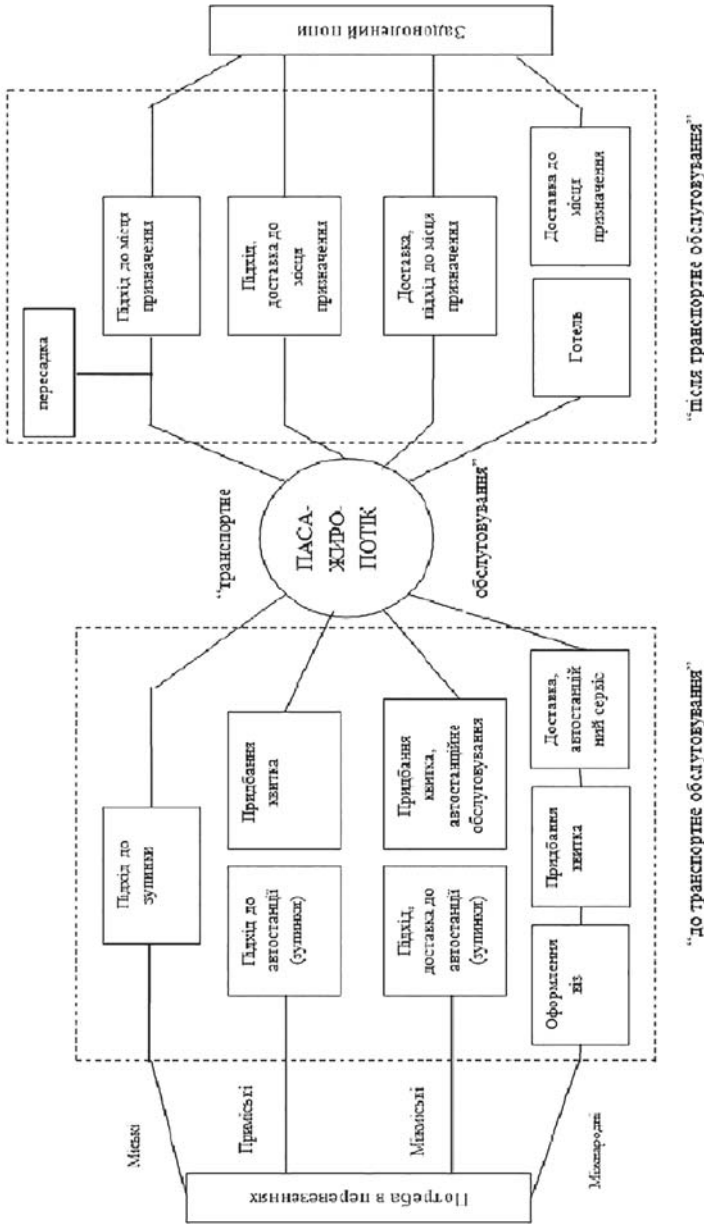 Потреба в перевезеннях
Міські
Приміські
Міжміські
Міжнародні
Підхід до
зупинки
Підхід до
автостанції
(зупинки)
Придбання
квитка
Підхід,
доставка до
автостанції
(зупинки)
Придбання
квитка,
автостанційне
обслуговування
Оформлення
віз
Придбання
квитка
Доставка,
автостанцій
ний сервіс
“до транспортне обслуговування”
“транспортне
ПАСА-
ЖИРО-
ПОТІК
обслуговування”
пересадка
Підхід до місця
призначення
Підхід,
доставка до
місця
призначення
Доставка,
підхід до місця
призначення
Готель
Доставка до
місця
призначення
“після транспортне обслуговування”
Задоволений попи